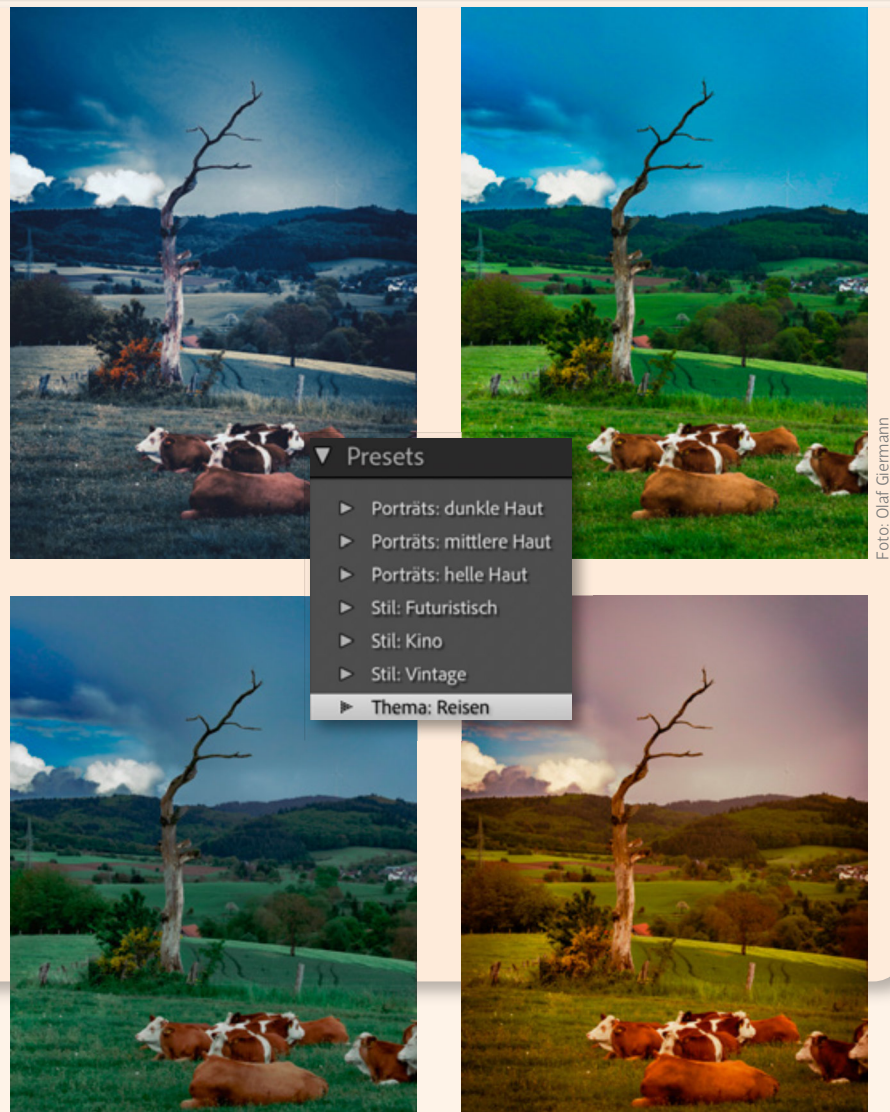 Presets
Porträts: dunkle Haut
Porträts: mittlere Haut
Porträts: helle Haut
Stil: Futuristisch
Stil: Kino
Stil: Vintage
Thema: Reisen
Foto: Olaf Giermann